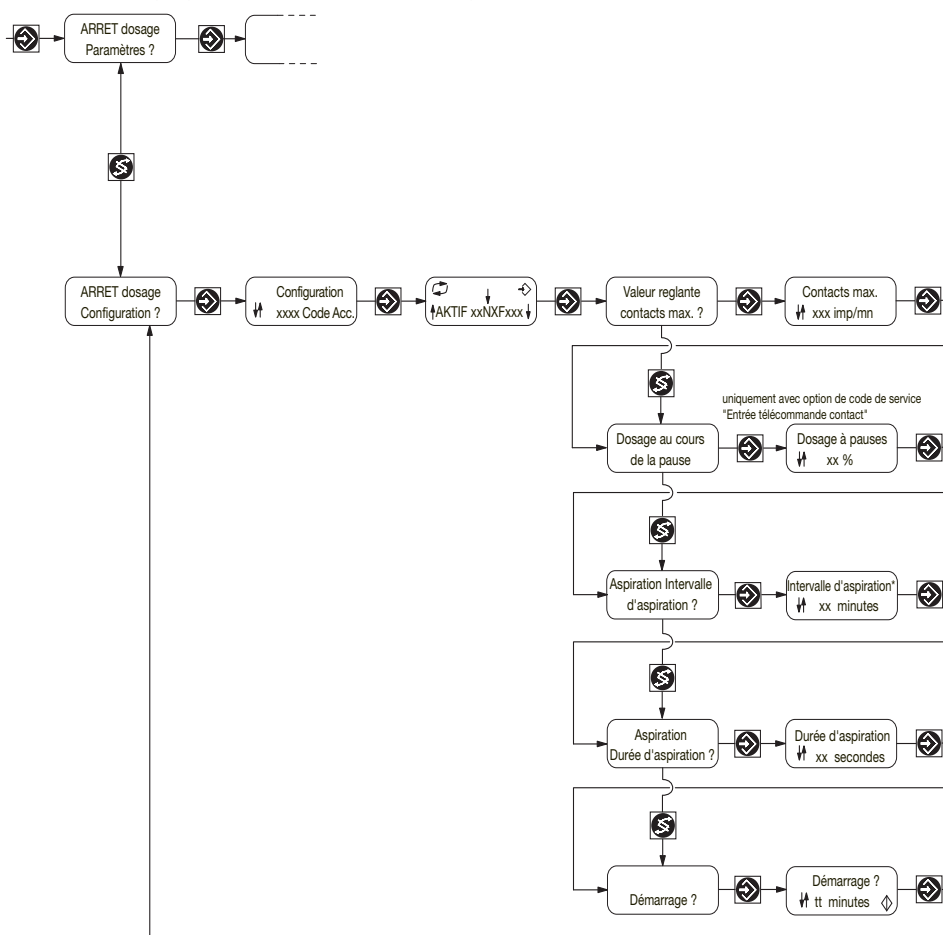 ARRET dosage
Paramètres ?
ARRET dosage
Configuration ?
Configuration
xxxx Code Acc.
AKTIF xxNXFxxx
Valeur reglante
contacts max. ?
Contacts max.
xxx imp/mn
uniquement avec option de code de service
"Entrée télécommande contact"
Dosage au cours
de la pause
Dosage à pauses
xx %
Aspiration Intervalle
d'aspiration ?
Intervalle d'aspiration*
xx minutes
Aspiration
Durée d'aspiration ?
Durée d'aspiration
xx secondes
Démarrage ?
Démarrage ?
tt minutes